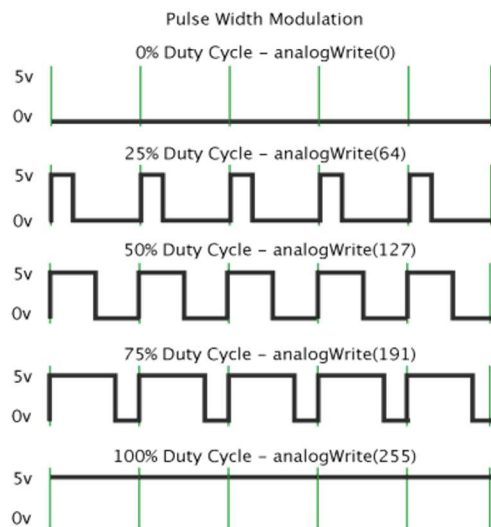 Pulse Width Modulation
0% Duty Cycle – analogWrite(0)
5v
0v
25% Duty Cycle – analogWrite(64)
5v
0v
50% Duty Cycle – analogWrite(127)
5v
0v
75% Duty Cycle – analogWrite(191)
5v
0v
100% Duty Cycle – analogWrite(255)
5v
0v